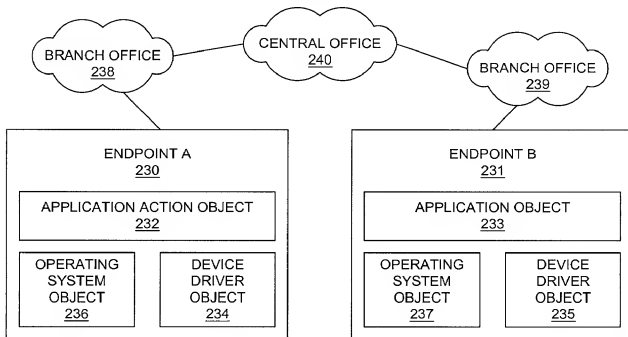 BRANCH OFFICE
238
CENTRAL OFFICE
240
BRANCH OFFICE
239
ENDPOINT A
230
APPLICATION ACTION OBJECT
232
OPERATING
SYSTEM
OBJECT
236
DEVICE
DRIVER
OBJECT
234
ENDPOINT B
231
APPLICATION OBJECT
233
OPERATING
SYSTEM
OBJECT
237
DEVICE
DRIVER
OBJECT
235